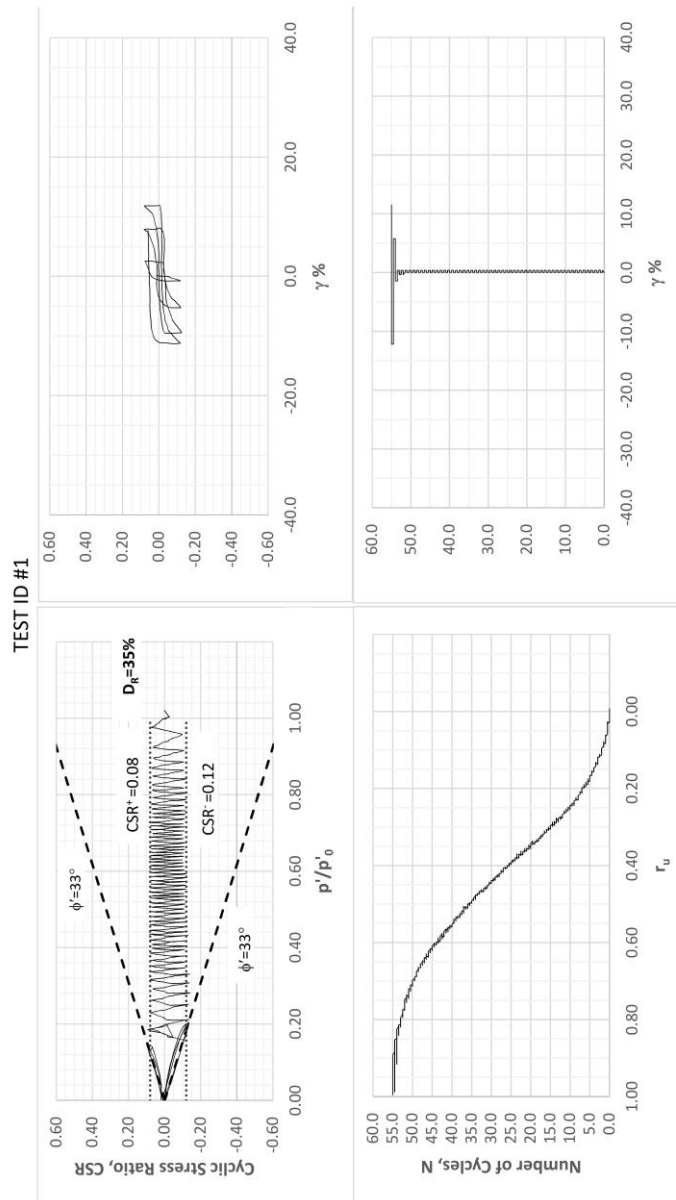 TEST ID #1
0.60
0.40
0.20
0.00
-0.20
-0.40
-0.60
Cyclic Stress Ratio, CSR
ϕ'=33°
CSR⁺=0.08
D_R=35%
CSR⁻=0.12
ϕ'=33°
0.00 0.20 0.40 0.60 0.80 1.00
p'/p'₀
0.60
0.40
0.20
0.00
-0.20
-0.40
-0.60
-40.0 -20.0 0.0 20.0 40.0
γ %
60.0
55.0
50.0
45.0
40.0
35.0
30.0
25.0
20.0
15.0
10.0
5.0
0.0
Number of Cycles, N
1.00 0.80 0.60 0.40 0.20 0.00
r_u
60.0
50.0
40.0
30.0
20.0
10.0
0.0
-40.0 -30.0 -20.0 -10.0 0.0 10.0 20.0 30.0 40.0
γ %